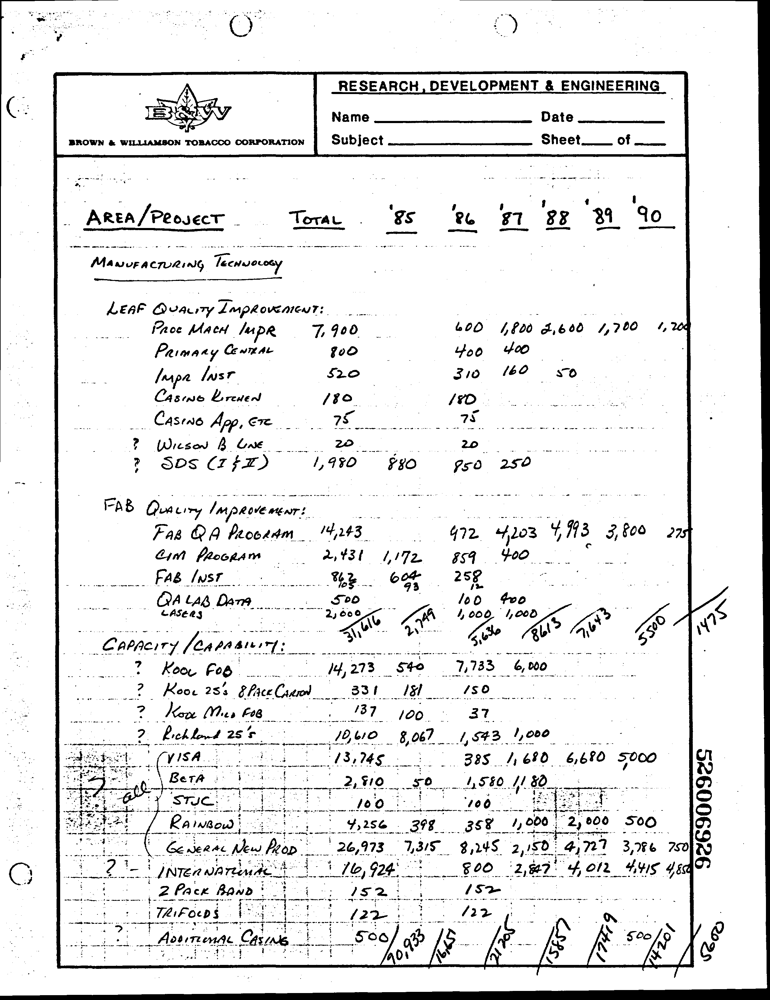 RESEARCH, DEVELOPMENT & ENGINEERING
B&W
Name Date
BROWN & WILLIAMSON TOBACCO CORPORATION
Subject Sheet of
AREA/PROJECT TOTAL '85 '86 '87 '88 '89 '90
MANUFACTURING TECHNOLOGY
LEAF QUALITY IMPROVEMENT:
PROC MACH IMPR 7,900 600 1,800 2,600 1,700 1,200
PRIMARY CENTRAL 800 400 400
IMPR INST 520 310 160 50
CASING KITCHEN 180 180
CASING APP, ETC 75 75
? WILSON B LINE 20 20
? SDS (I & II) 1,980 880 850 250
FAB QUALITY IMPROVEMENT:
FAB QA PROGRAM 14,243 972 4,203 4,993 3,800 275
CIM PROGRAM 2,431 1,172 859 400
FAB INST 862 604 258
105 93 12
QA LAB DATA 500 100 400
LASERS 2,000 1,000 1,000
31,616 2,749 5,636 8613 7,643 5500 1475
CAPACITY/CAPABILITY:
? KOOL FOB 14,273 540 7,733 6,000
? KOOL 25's 8 PACK CARTON 331 181 150
? KOOL MILD FOB 137 100 37
? Richland 25's 10,610 8,067 1,543 1,000
VISA 13,745 385 1,680 6,680 5,000
? all BETA 2,810 50 1,580 1,180
STJC 100 100
RAINBOW 4,256 398 358 1,000 2,000 500
GENERAL NEW PROD 26,973 7,315 8,245 2,150 4,727 3,786 750
? - INTERNATIONAL 16,924 800 2,847 4,012 4,415 4,850
2 PACK BAND 152 152
TRIFOLDS 122 122
? ADDITIONAL CASING 500 500
90,933 16,651 21205 15857 17419 14201 5600
526006926